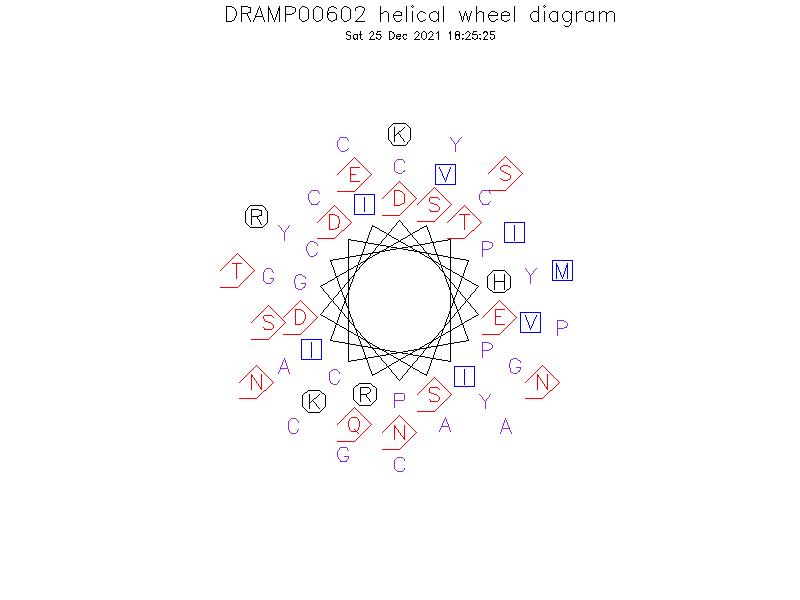 DRAMP00602 helical wheel diagram
Sat 25 Dec 2021 18:25:25
K
C Y
C
E V S
C I D S C
R D T
Y C P I
T G G H Y M
S D E V P
I P
A C I G
N N
K R P S Y
C Q N A A
G C